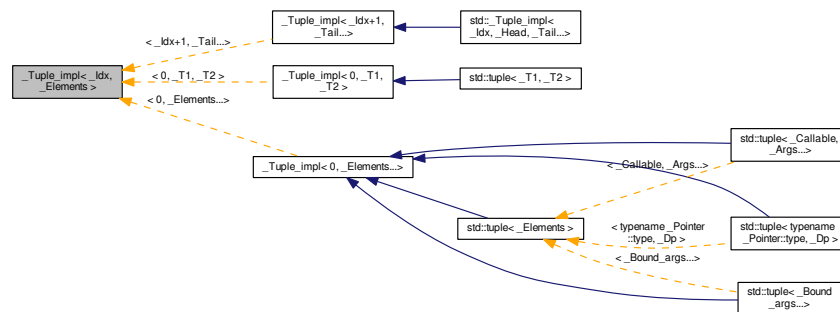 _Tuple_impl< _Idx+1,
_Tail...>
std::_Tuple_impl<
_Idx, _Head, _Tail...>
< _Idx+1, _Tail...>
_Tuple_impl< _Idx,
_Elements >
< 0, _T1, _T2 >
_Tuple_impl< 0, _T1,
_T2 >
std::tuple< _T1, _T2 >
< 0, _Elements...>
std::tuple< _Callable,
_Args...>
_Tuple_impl< 0, _Elements...>
< _Callable, _Args...>
std::tuple< _Elements >
< typename _Pointer
::type, _Dp >
std::tuple< typename
_Pointer::type, _Dp >
< _Bound_args...>
std::tuple< _Bound
_args...>